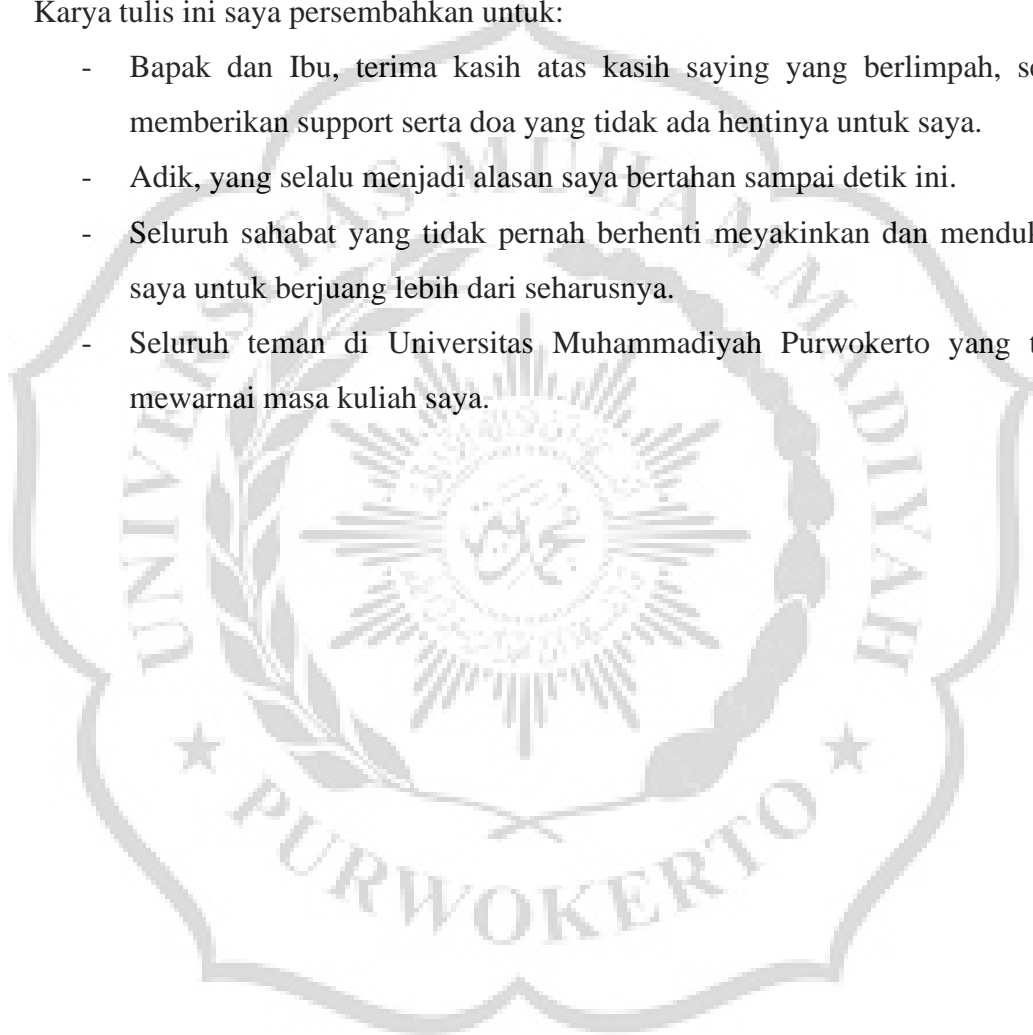 Karya tulis ini saya persembahkan untuk:
- Bapak dan Ibu, terima kasih atas kasih saying yang berlimpah,
memberikan support serta doa yang tidak ada hentinya untuk saya.
- Adik, yang selalu menjadi alasan saya bertahan sampai detik ini.
- Seluruh sahabat yang tidak pernah berhenti meyakinkan dan
saya untuk berjuang lebih dari seharusnya.
- Seluruh teman di Universitas Muhammadiyah Purwokerto yang
mewarnai masa kuliah saya.
UNIVERSITAS MUHAMMADIYAH
PURWOKERTO